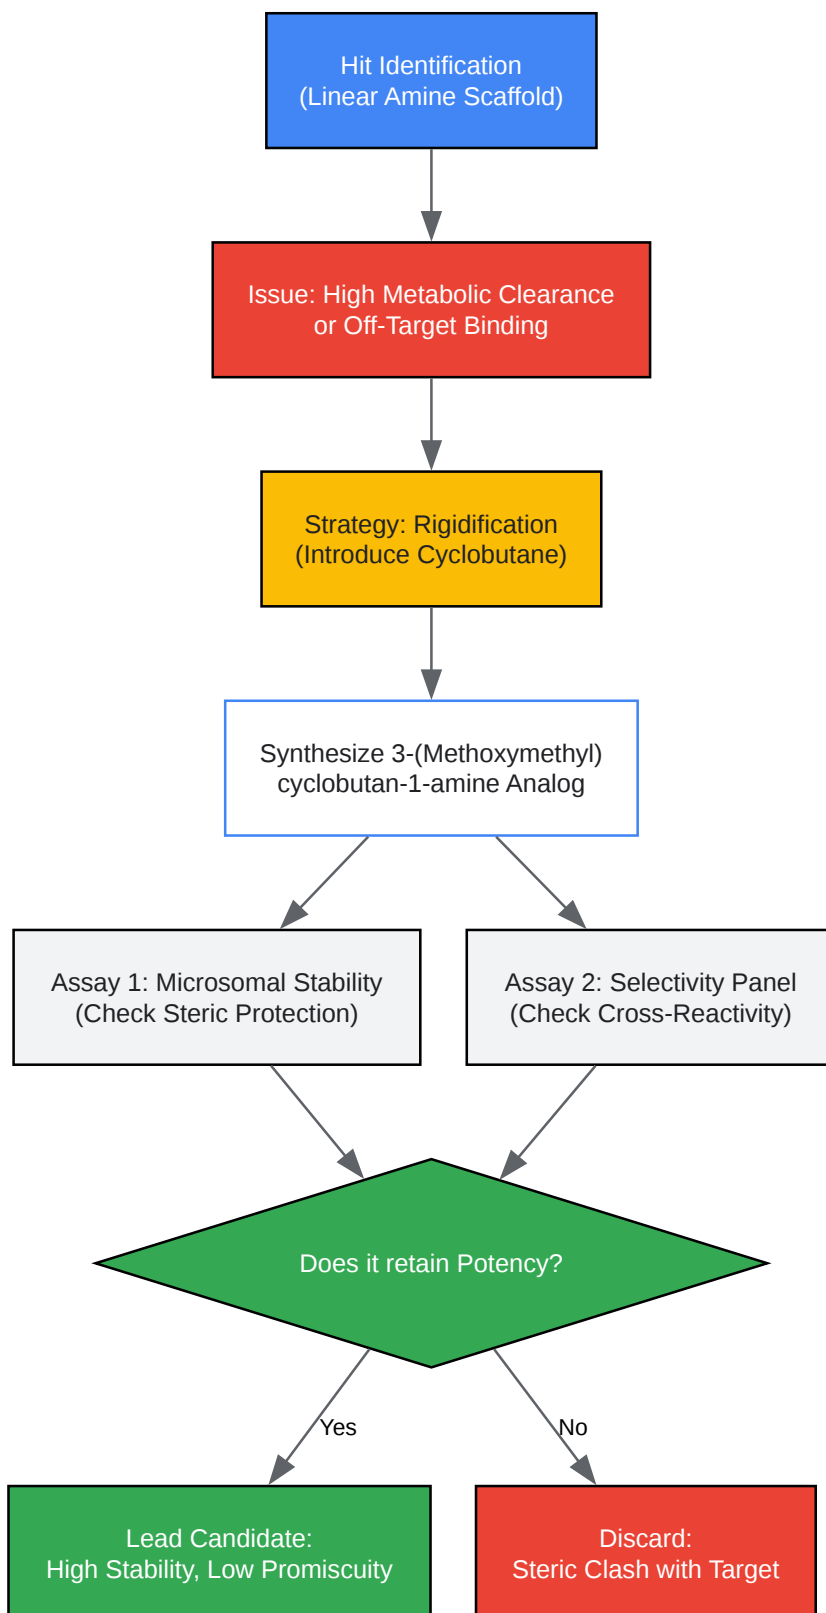 Hit Identification
(Linear Amine Scaffold)
Issue: High Metabolic Clearance
or Off-Target Binding
Strategy: Rigidification
(Introduce Cyclobutane)
Synthesize 3-(Methoxymethyl)
cyclobutan-1-amine Analog
Assay 1: Microsomal Stability
(Check Steric Protection)
Assay 2: Selectivity Panel
(Check Cross-Reactivity)
Does it retain Potency?
Yes
No
Lead Candidate:
High Stability, Low Promiscuity
Discard:
Steric Clash with Target